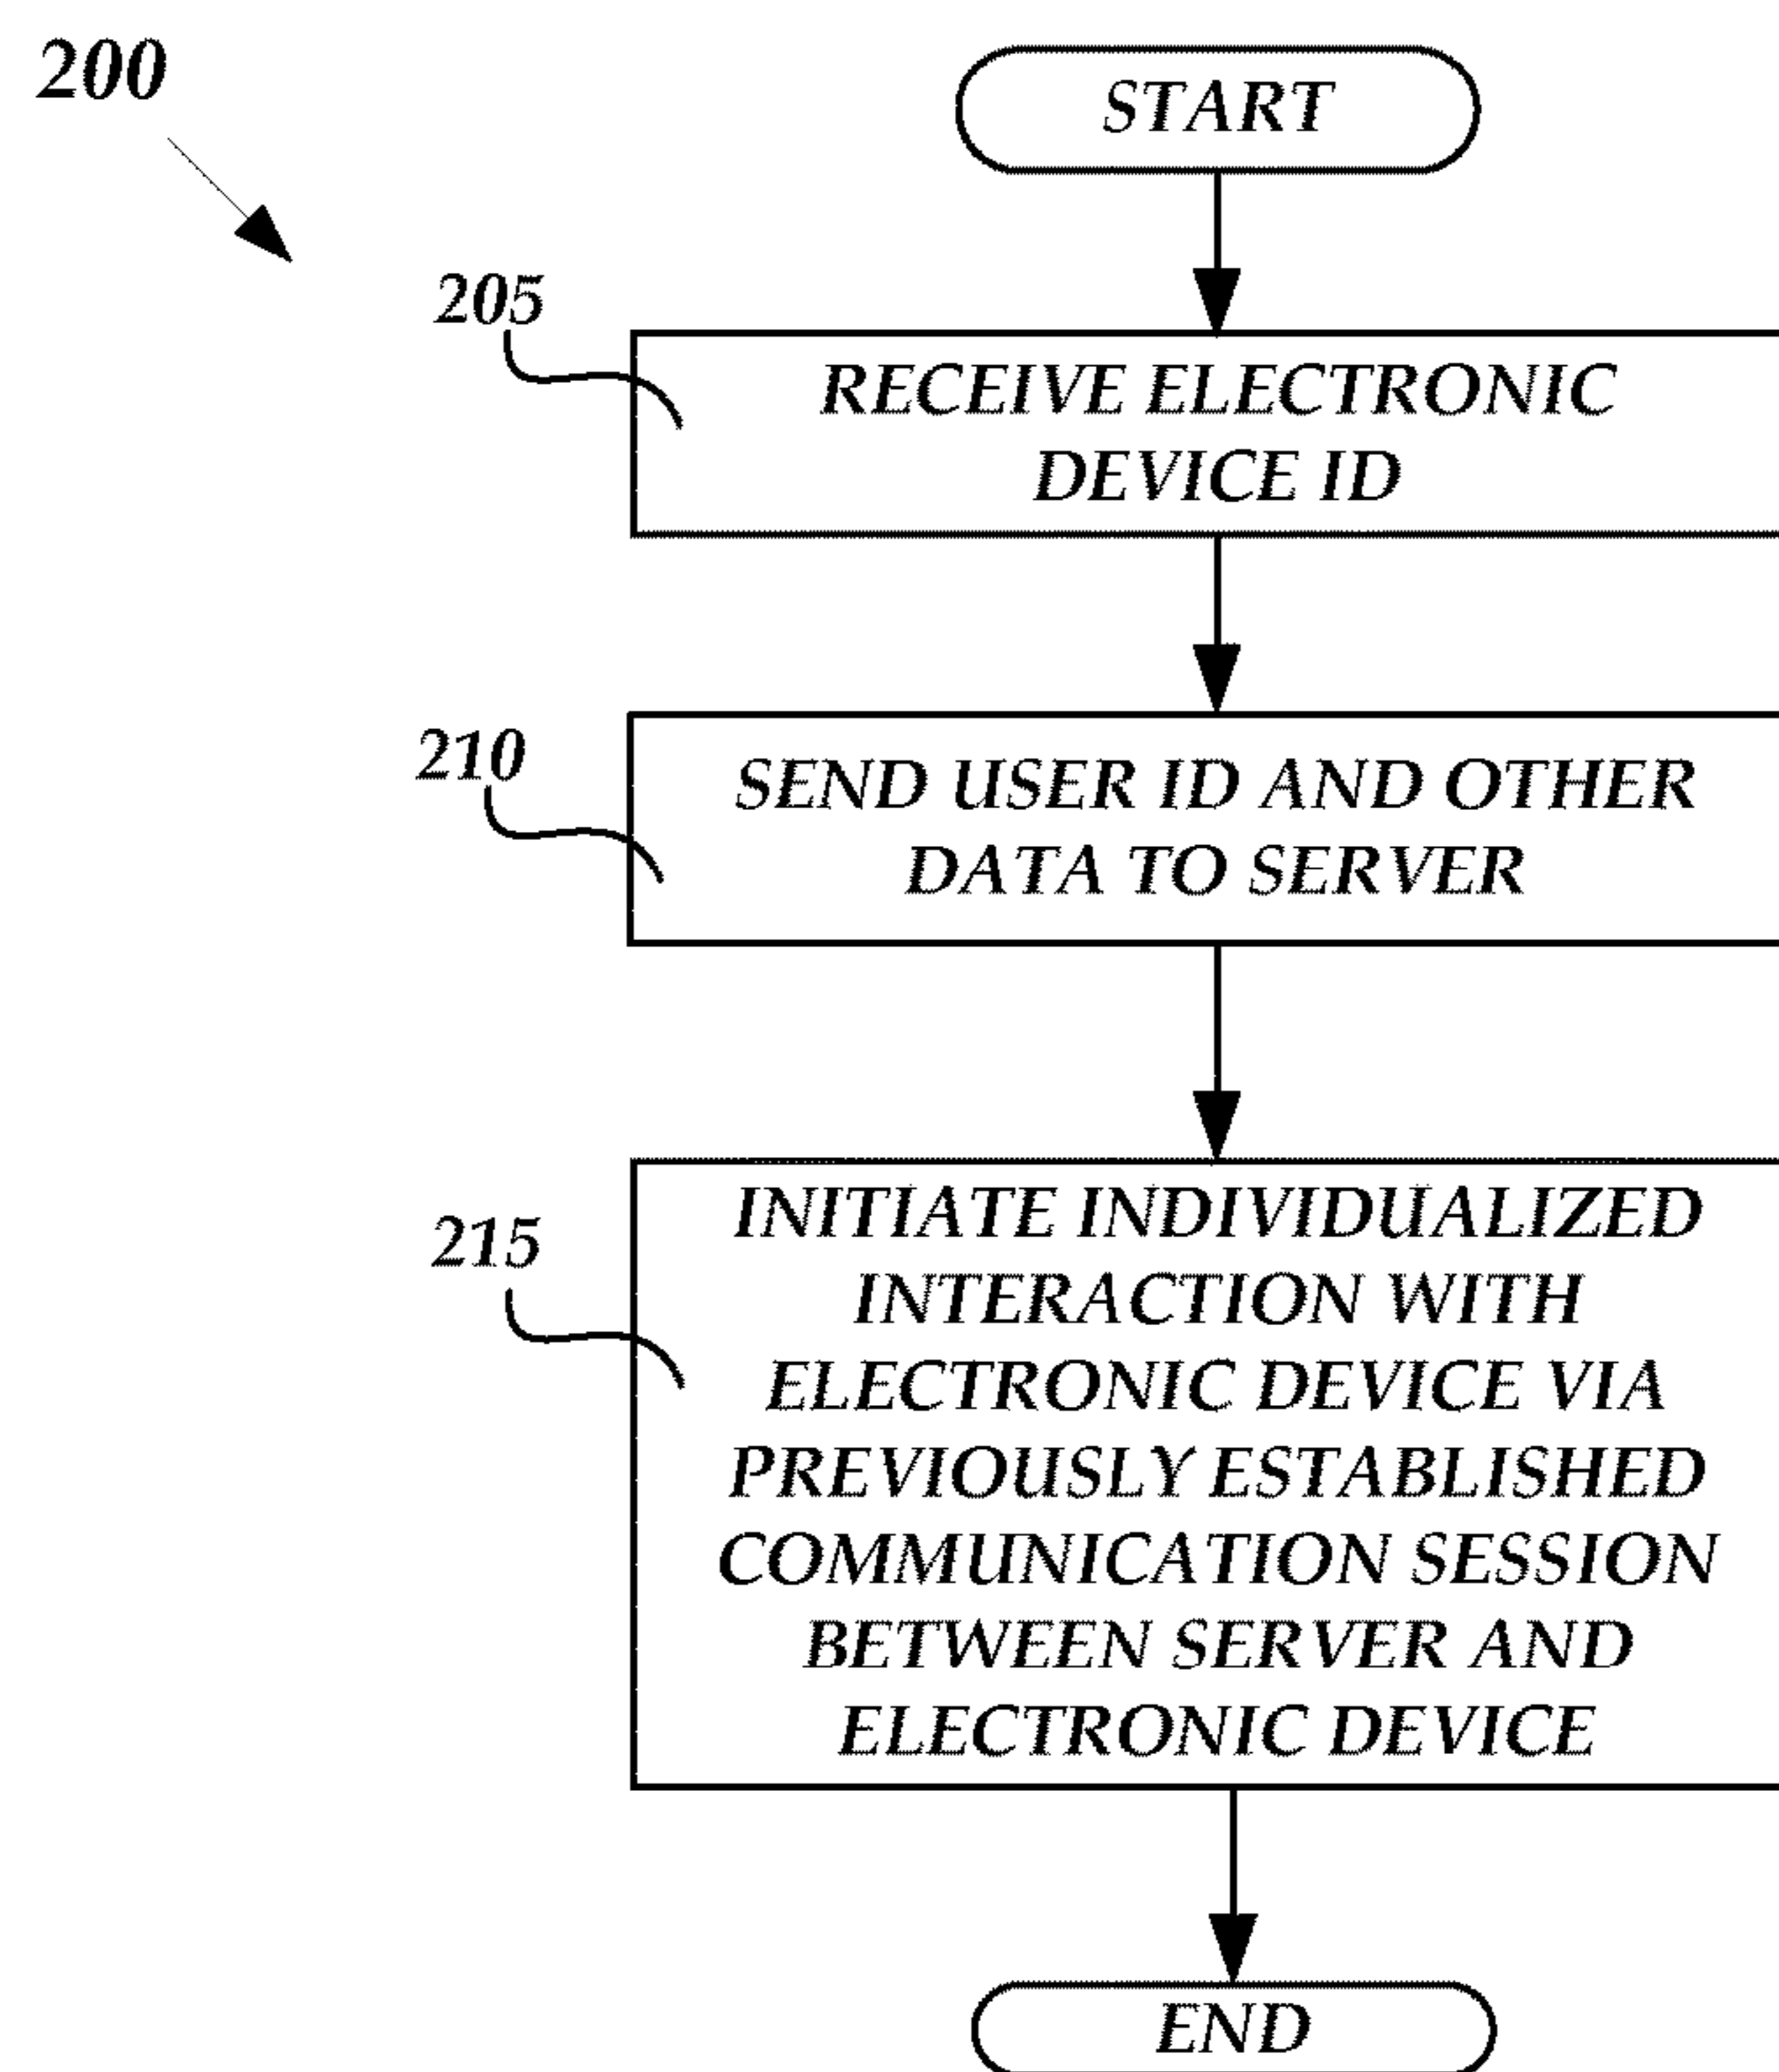 200
START
205
RECEIVE ELECTRONIC
DEVICE ID
210
SEND USER ID AND OTHER
DATA TO SERVER
215
INITIATE INDIVIDUALIZED
INTERACTION WITH
ELECTRONIC DEVICE VIA
PREVIOUSLY ESTABLISHED
COMMUNICATION SESSION
BETWEEN SERVER AND
ELECTRONIC DEVICE
END